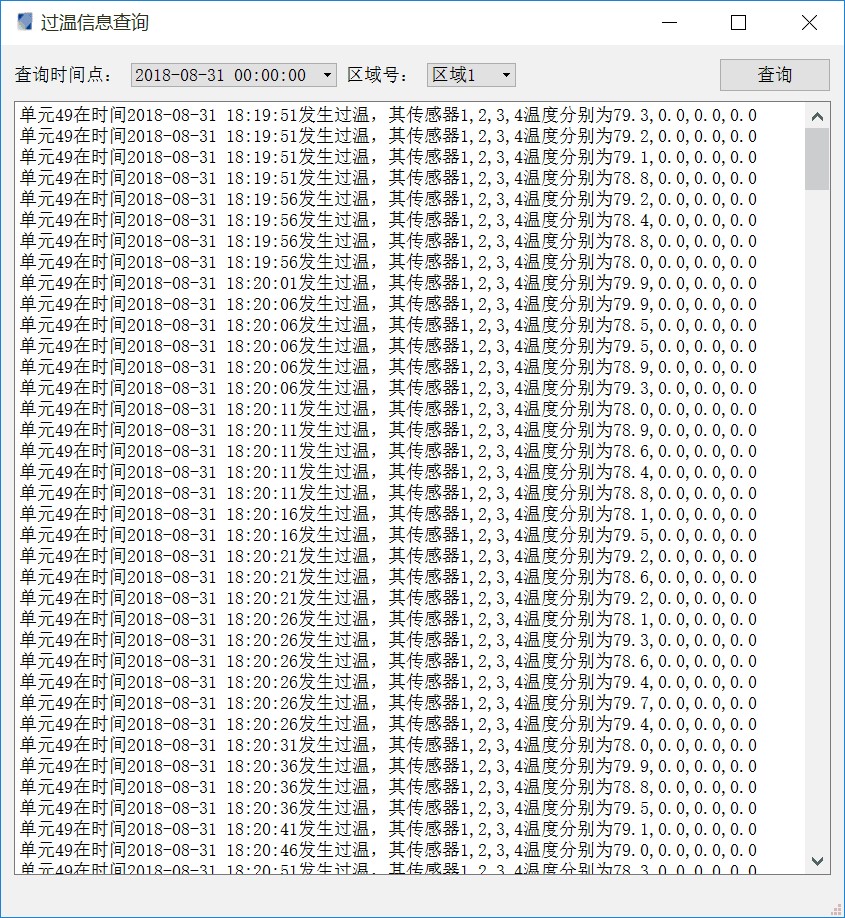 过温信息查询
查询时间点： 2018-08-31 00:00:00 区域号： 区域1 查询
单元49在时间2018-08-31 18:19:51发生过温，其传感器1,2,3,4温度分别为79.3,0.0,0.0,0.0
单元49在时间2018-08-31 18:19:51发生过温，其传感器1,2,3,4温度分别为79.2,0.0,0.0,0.0
单元49在时间2018-08-31 18:19:51发生过温，其传感器1,2,3,4温度分别为79.1,0.0,0.0,0.0
单元49在时间2018-08-31 18:19:51发生过温，其传感器1,2,3,4温度分别为78.8,0.0,0.0,0.0
单元49在时间2018-08-31 18:19:56发生过温，其传感器1,2,3,4温度分别为79.2,0.0,0.0,0.0
单元49在时间2018-08-31 18:19:56发生过温，其传感器1,2,3,4温度分别为78.4,0.0,0.0,0.0
单元49在时间2018-08-31 18:19:56发生过温，其传感器1,2,3,4温度分别为78.8,0.0,0.0,0.0
单元49在时间2018-08-31 18:19:56发生过温，其传感器1,2,3,4温度分别为78.0,0.0,0.0,0.0
单元49在时间2018-08-31 18:20:01发生过温，其传感器1,2,3,4温度分别为79.9,0.0,0.0,0.0
单元49在时间2018-08-31 18:20:06发生过温，其传感器1,2,3,4温度分别为79.9,0.0,0.0,0.0
单元49在时间2018-08-31 18:20:06发生过温，其传感器1,2,3,4温度分别为78.5,0.0,0.0,0.0
单元49在时间2018-08-31 18:20:06发生过温，其传感器1,2,3,4温度分别为79.5,0.0,0.0,0.0
单元49在时间2018-08-31 18:20:06发生过温，其传感器1,2,3,4温度分别为78.9,0.0,0.0,0.0
单元49在时间2018-08-31 18:20:06发生过温，其传感器1,2,3,4温度分别为79.3,0.0,0.0,0.0
单元49在时间2018-08-31 18:20:11发生过温，其传感器1,2,3,4温度分别为78.0,0.0,0.0,0.0
单元49在时间2018-08-31 18:20:11发生过温，其传感器1,2,3,4温度分别为78.9,0.0,0.0,0.0
单元49在时间2018-08-31 18:20:11发生过温，其传感器1,2,3,4温度分别为78.6,0.0,0.0,0.0
单元49在时间2018-08-31 18:20:11发生过温，其传感器1,2,3,4温度分别为78.4,0.0,0.0,0.0
单元49在时间2018-08-31 18:20:11发生过温，其传感器1,2,3,4温度分别为78.8,0.0,0.0,0.0
单元49在时间2018-08-31 18:20:16发生过温，其传感器1,2,3,4温度分别为78.1,0.0,0.0,0.0
单元49在时间2018-08-31 18:20:16发生过温，其传感器1,2,3,4温度分别为79.5,0.0,0.0,0.0
单元49在时间2018-08-31 18:20:21发生过温，其传感器1,2,3,4温度分别为79.2,0.0,0.0,0.0
单元49在时间2018-08-31 18:20:21发生过温，其传感器1,2,3,4温度分别为78.6,0.0,0.0,0.0
单元49在时间2018-08-31 18:20:21发生过温，其传感器1,2,3,4温度分别为79.2,0.0,0.0,0.0
单元49在时间2018-08-31 18:20:26发生过温，其传感器1,2,3,4温度分别为78.1,0.0,0.0,0.0
单元49在时间2018-08-31 18:20:26发生过温，其传感器1,2,3,4温度分别为79.3,0.0,0.0,0.0
单元49在时间2018-08-31 18:20:26发生过温，其传感器1,2,3,4温度分别为78.6,0.0,0.0,0.0
单元49在时间2018-08-31 18:20:26发生过温，其传感器1,2,3,4温度分别为79.4,0.0,0.0,0.0
单元49在时间2018-08-31 18:20:26发生过温，其传感器1,2,3,4温度分别为79.7,0.0,0.0,0.0
单元49在时间2018-08-31 18:20:26发生过温，其传感器1,2,3,4温度分别为79.4,0.0,0.0,0.0
单元49在时间2018-08-31 18:20:31发生过温，其传感器1,2,3,4温度分别为78.0,0.0,0.0,0.0
单元49在时间2018-08-31 18:20:36发生过温，其传感器1,2,3,4温度分别为79.9,0.0,0.0,0.0
单元49在时间2018-08-31 18:20:36发生过温，其传感器1,2,3,4温度分别为78.8,0.0,0.0,0.0
单元49在时间2018-08-31 18:20:36发生过温，其传感器1,2,3,4温度分别为79.5,0.0,0.0,0.0
单元49在时间2018-08-31 18:20:41发生过温，其传感器1,2,3,4温度分别为79.1,0.0,0.0,0.0
单元49在时间2018-08-31 18:20:46发生过温，其传感器1,2,3,4温度分别为79.0,0.0,0.0,0.0
单元49在时间2018-08-31 18:20:51发生过温，其传感器1,2,3,4温度分别为78.3,0.0,0.0,0.0